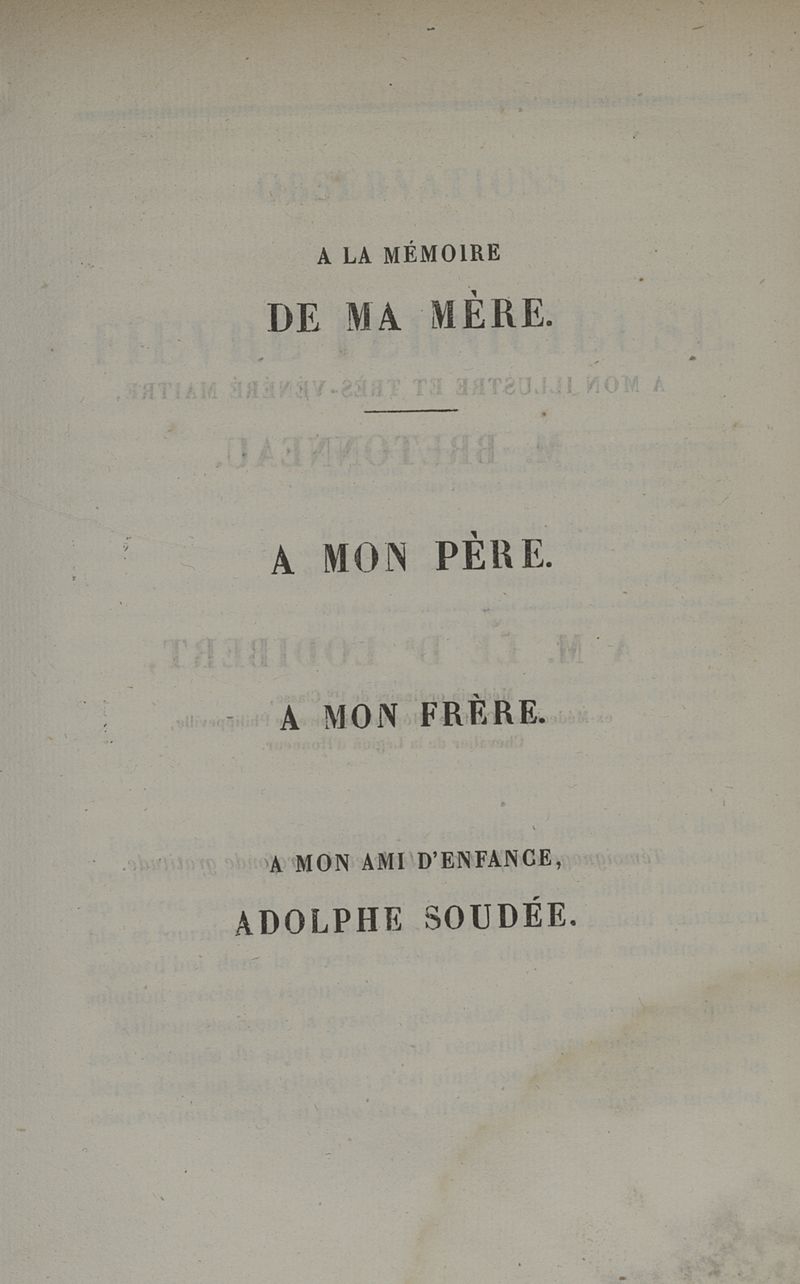 A LA MÉMOIRE
DE MA MÈRE.
A MON PÈRE.
A MON FRÈRE.
A MON AMI D'ENFANCE,
ADOLPHE SOUDÉE.